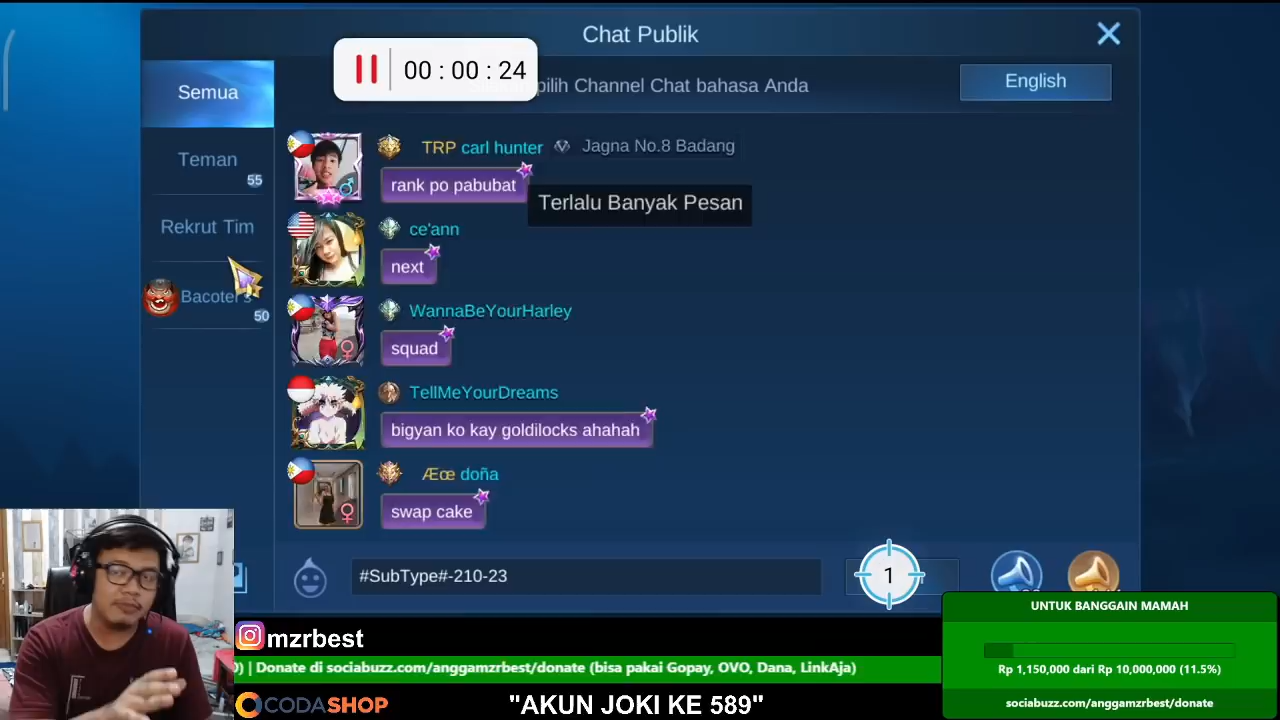 Chat Publik
00 : 00 : 24
pilih Channel Chat bahasa Anda
English
Semua
Teman
55
Rekrut Tim
Bacoters
50
TRP carl hunter
Jagna No.8 Badang
rank po pabubat
Terlalu Banyak Pesan
ce'ann
next
WannaBeYourHarley
squad
TellMeYourDreams
bigyan ko kay goldilocks ahahah
Ææ doña
swap cake
#SubType#-210-23
1
UNTUK BANGGAIN MAMAH
Rp 1,150,000 dari Rp 10,000,000 (11.5%)
sociabuzz.com/anggamzrbest/donate
mzrbest
0) | Donate di sociabuzz.com/anggamzrbest/donate (bisa pakai Gopay, OVO, Dana, LinkAja)
CODASHOP
"AKUN JOKI KE 589"